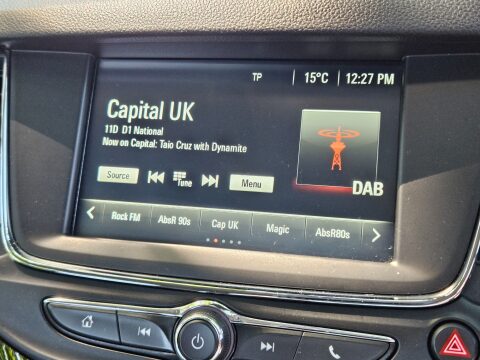 TP 15°C 12:27 PM
Capital UK
11D D1 National
Now on Capital: Taio Cruz with Dynamite
Source Tune Menu
DAB
Rock FM AbsR 90s Cap UK Magic AbsR80s